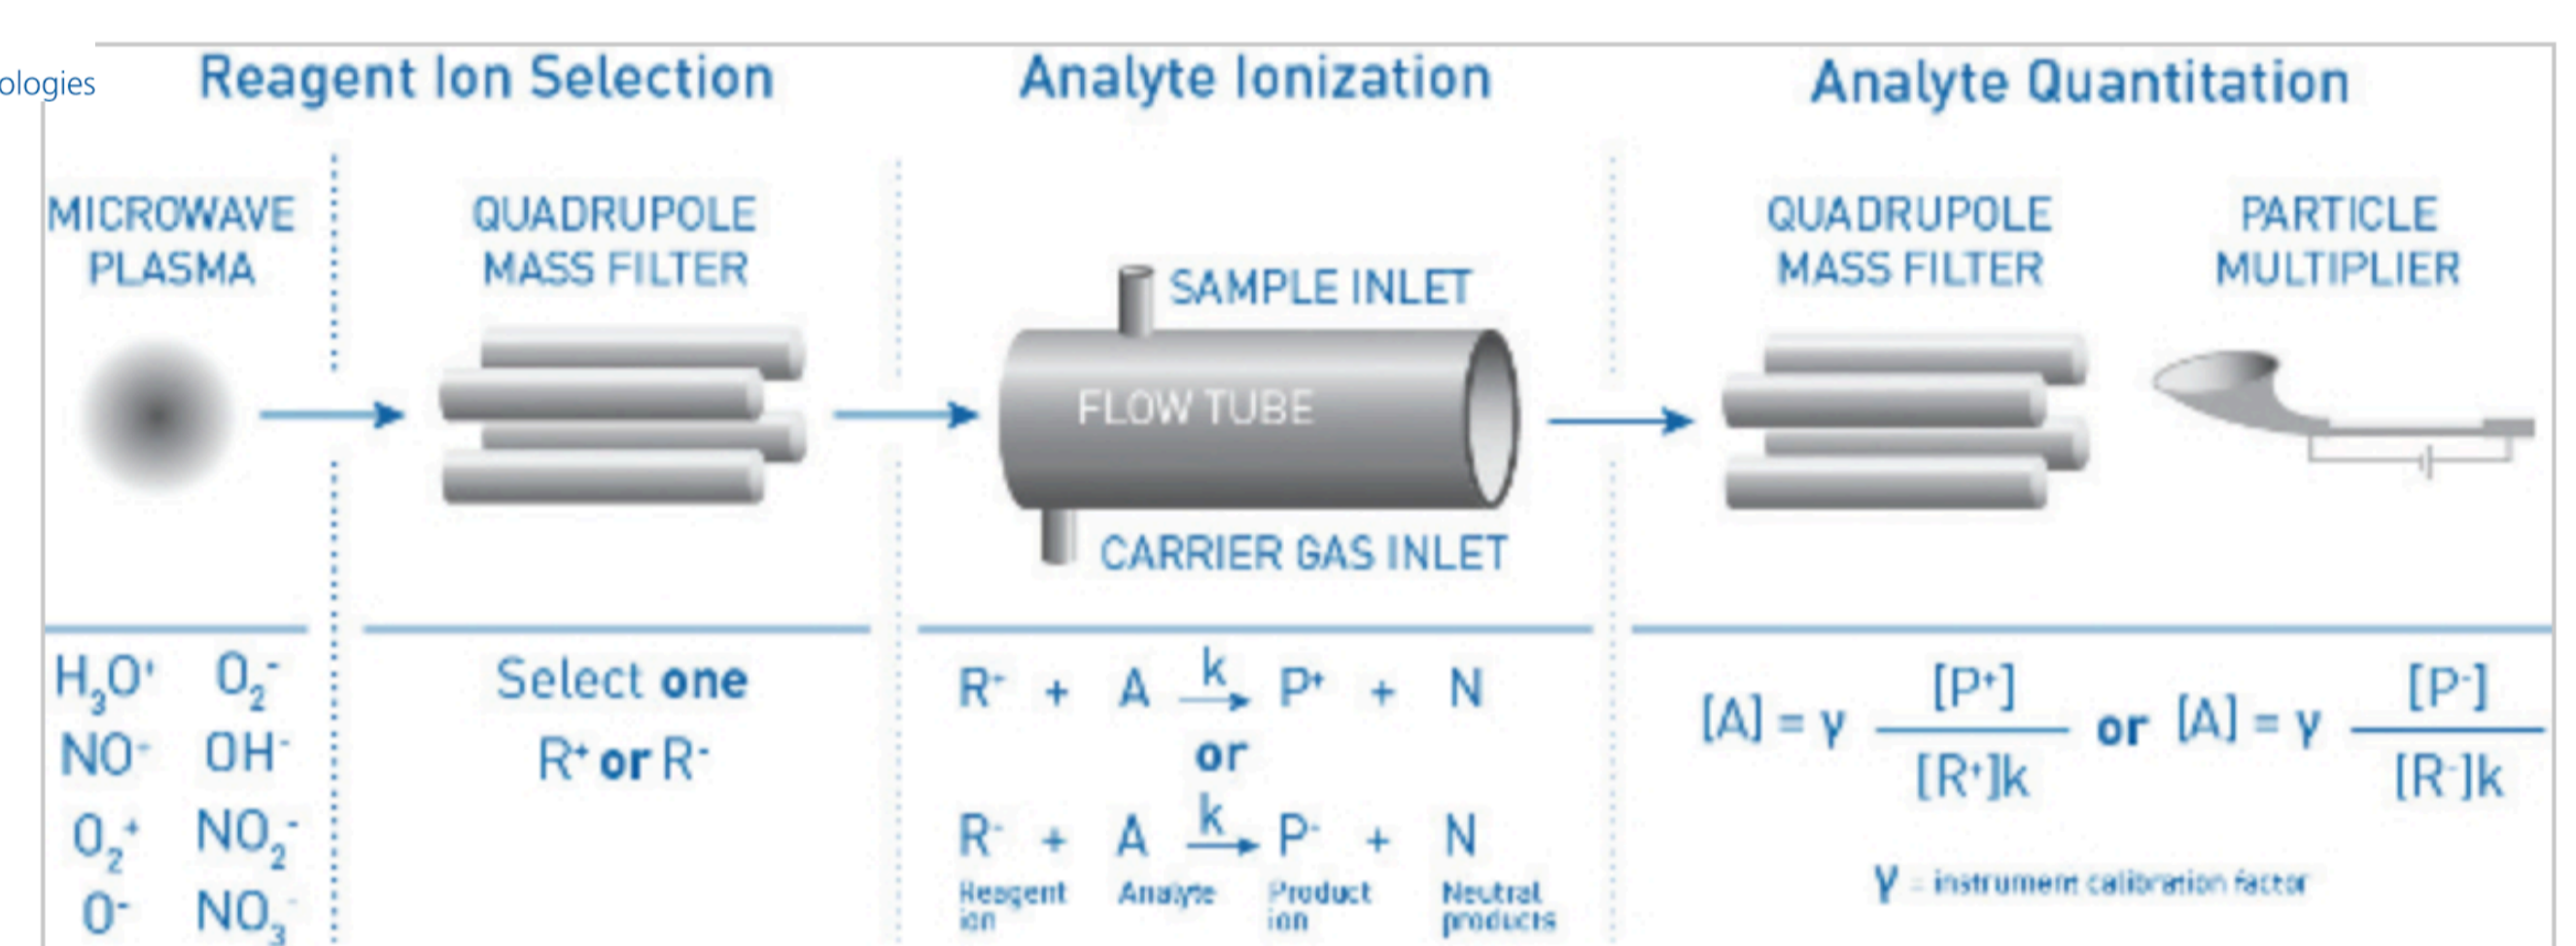 ologies
Reagent Ion Selection
Analyte Ionization
Analyte Quantitation
MICROWAVE
PLASMA
QUADRUPOLE
MASS FILTER
SAMPLE INLET
FLOW TUBE
CARRIER GAS INLET
QUADRUPOLE
MASS FILTER
PARTICLE
MULTIPLIER
H₃O⁺ O₂⁻
NO⁺ OH⁻
O₂⁺ NO₂⁻
O⁻ NO₃⁻
Select one
R⁺ or R⁻
R⁺ + A k→ P⁺ + N
or
R⁻ + A k→ P⁻ + N
Reagent ion Analyte Product ion Neutral products
[A] = γ [P⁺] / [R⁺]k or [A] = γ [P⁻] / [R⁻]k
γ = instrument calibration factor